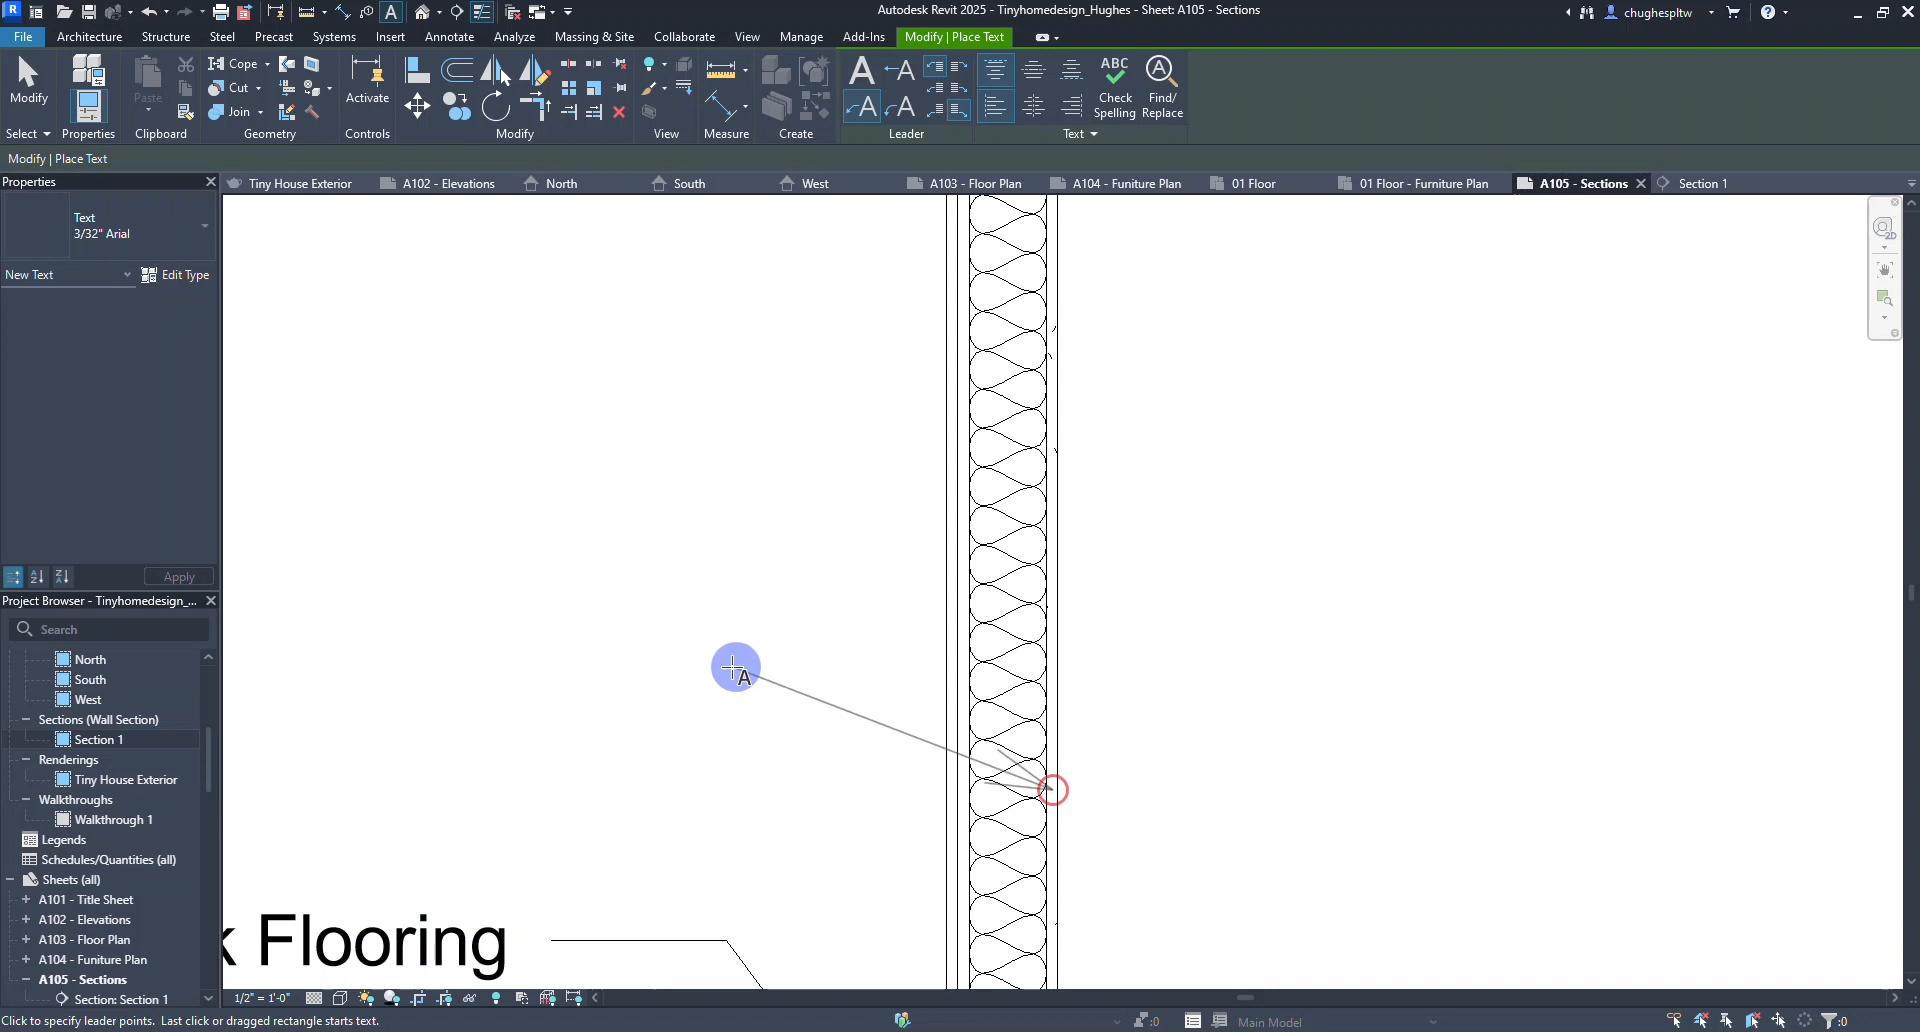 Autodesk Revit 2025 - Tinyhomedesign_Hughes - Sheet: A105 - Sections
chughespltw
File
Architecture
Structure
Steel
Precast
Systems
Insert
Annotate
Analyze
Massing & Site
Collaborate
View
Manage
Add-Ins
Modify | Place Text
Modify
Paste
Cope
Cut
Join
Activate
ABC
Check
Spelling
Find/
Replace
Select
Properties
Clipboard
Geometry
Controls
Modify
View
Measure
Create
Leader
Text
Modify | Place Text
Properties
Tiny House Exterior
A102 - Elevations
North
South
West
A103 - Floor Plan
A104 - Funiture Plan
01 Floor
01 Floor - Furniture Plan
A105 - Sections
Section 1
Text
3/32" Arial
New Text
Edit Type
2D
A
Apply
Project Browser - Tinyhomedesign_...
Search
North
South
West
Sections (Wall Section)
Section 1
Renderings
Tiny House Exterior
Walkthroughs
Walkthrough 1
Legends
Schedules/Quantities (all)
Sheets (all)
A101 - Title Sheet
A102 - Elevations
A103 - Floor Plan
A104 - Funiture Plan
A105 - Sections
Section: Section 1
k Flooring
1/2" = 1'-0"
Click to specify leader points. Last click or dragged rectangle starts text.
:0
Main Model
:0